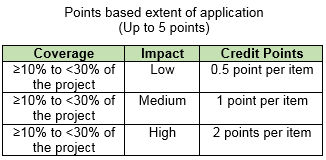 Points based extent of application
(Up to 5 points)
Coverage Impact Credit Points
≥10% to <30% of Low 0.5 point per item
the project
≥10% to <30% of Medium 1 point per item
the project
≥10% to <30% of High 2 points per item
the project